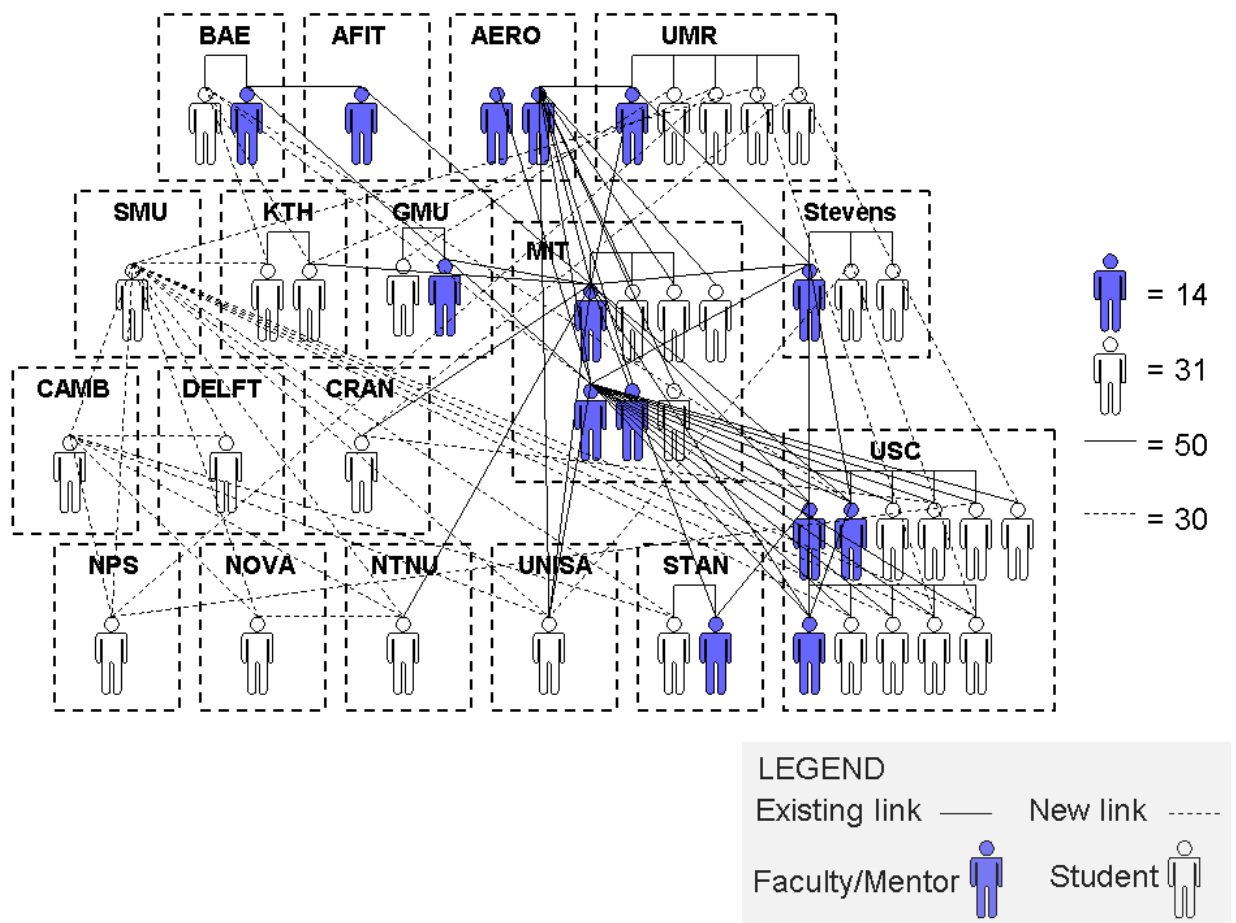 BAE AFIT AERO UMR
SMU KTH GMU MIT Stevens
= 14
= 31
CAMB DELFT CRAN
= 50
USC
= 30
NPS NOVA NTNU UNISA STAN
LEGEND
Existing link New link
Faculty/Mentor Student